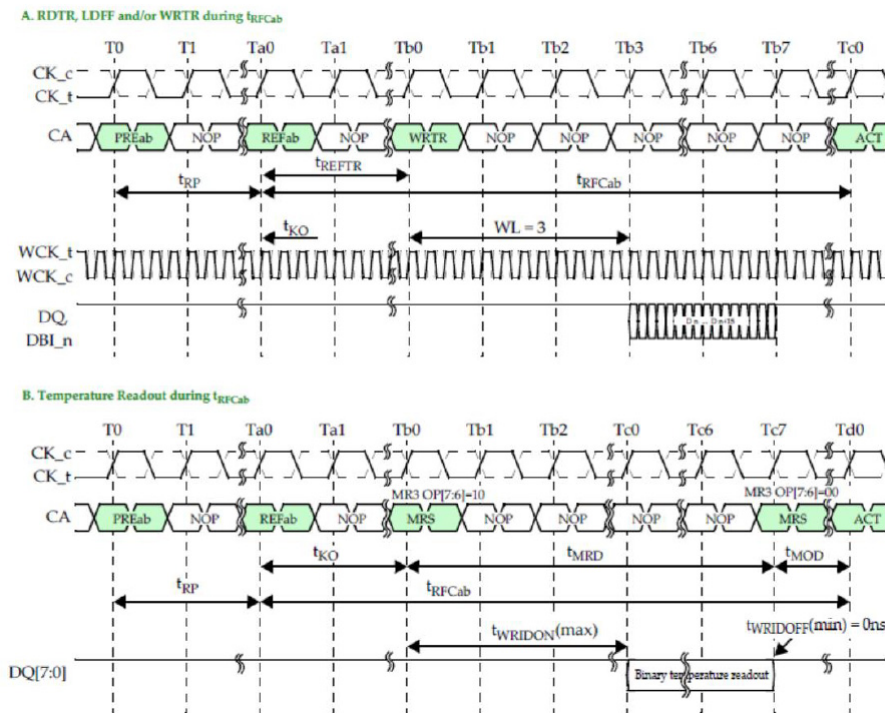 A. RDTR, LDFF and/or WRTR during tRFCab
T0 T1 Ta0 Ta1 Tb0 Tb1 Tb2 Tb3 Tb6 Tb7 Tc0
CK_c
CK_t
CA PREab NOP REFab NOP WRTR NOP NOP NOP NOP NOP ACT
tREFTR
tRP tRFCab
tKO WL = 3
WCK_t
WCK_c
DQ,
DBI_n
B. Temperature Readout during tRFCab
T0 T1 Ta0 Ta1 Tb0 Tb1 Tb2 Tc0 Tc6 Tc7 Td0
CK_c
CK_t
MR3 OP[7:6]=10 MR3 OP[7:6]=00
CA PREab NOP REFab NOP MRS NOP NOP NOP NOP MRS ACT
tKO tMRD tMOD
tRP tRFCab
tWRIDON(max) tWRIDOFF(min) = 0ns
DQ[7:0] Binary temperature readout